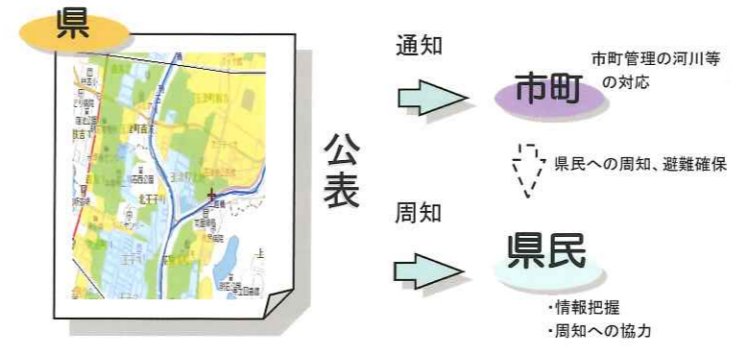 県
公表
通知
市町
市町管理の河川等
の対応
県民への周知、避難確保
周知
県民
・情報把握
・周知への協力